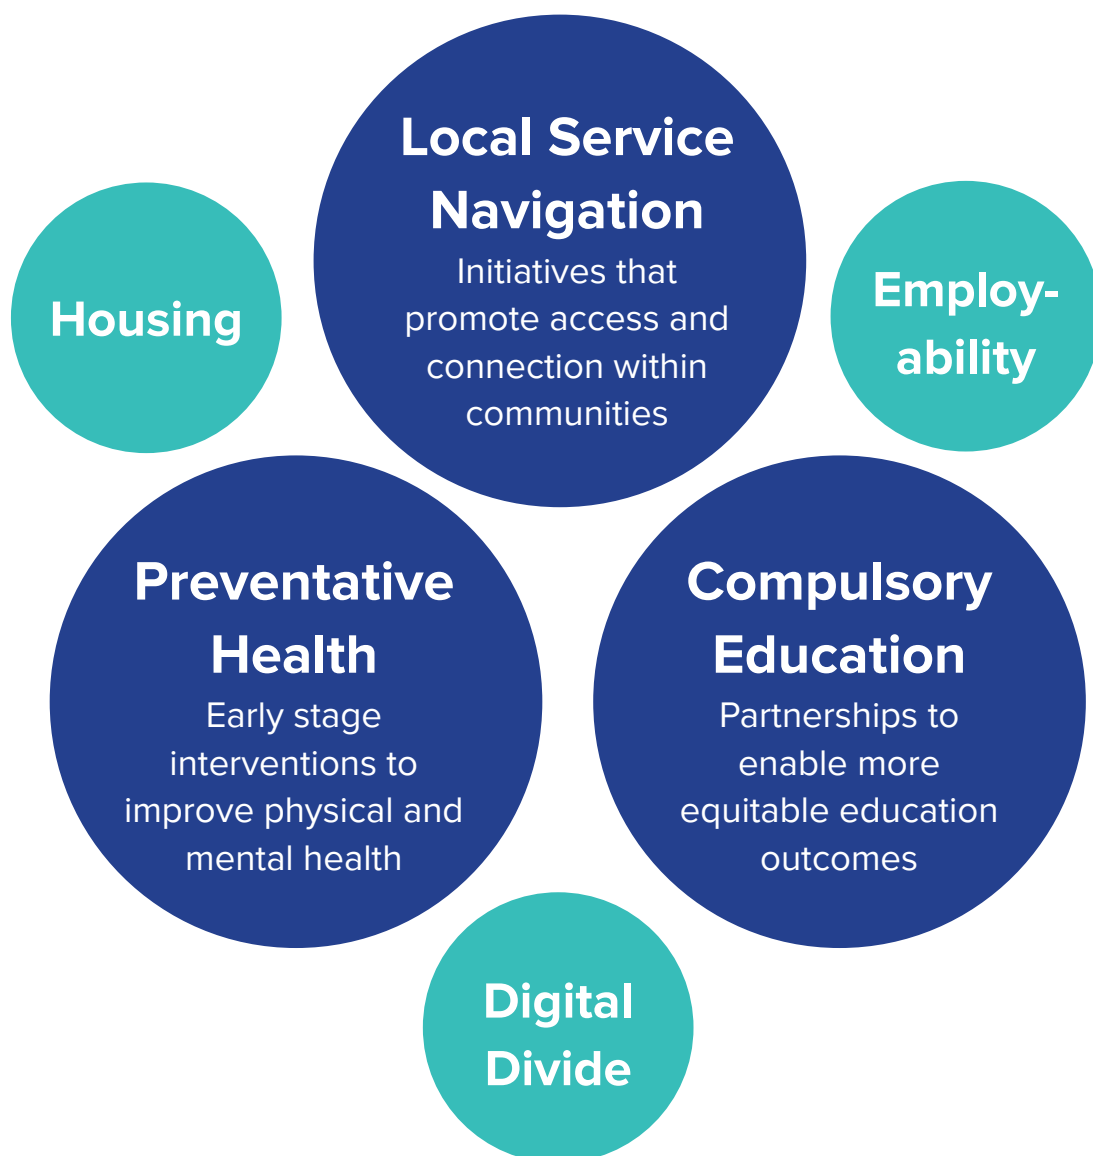 Local Service
Navigation
Initiatives that
promote access and
connection within
communities
Housing
Employ-
ability
Preventative
Health
Early stage
interventions to
improve physical and
mental health
Compulsory
Education
Partnerships to
enable more
equitable education
outcomes
Digital
Divide